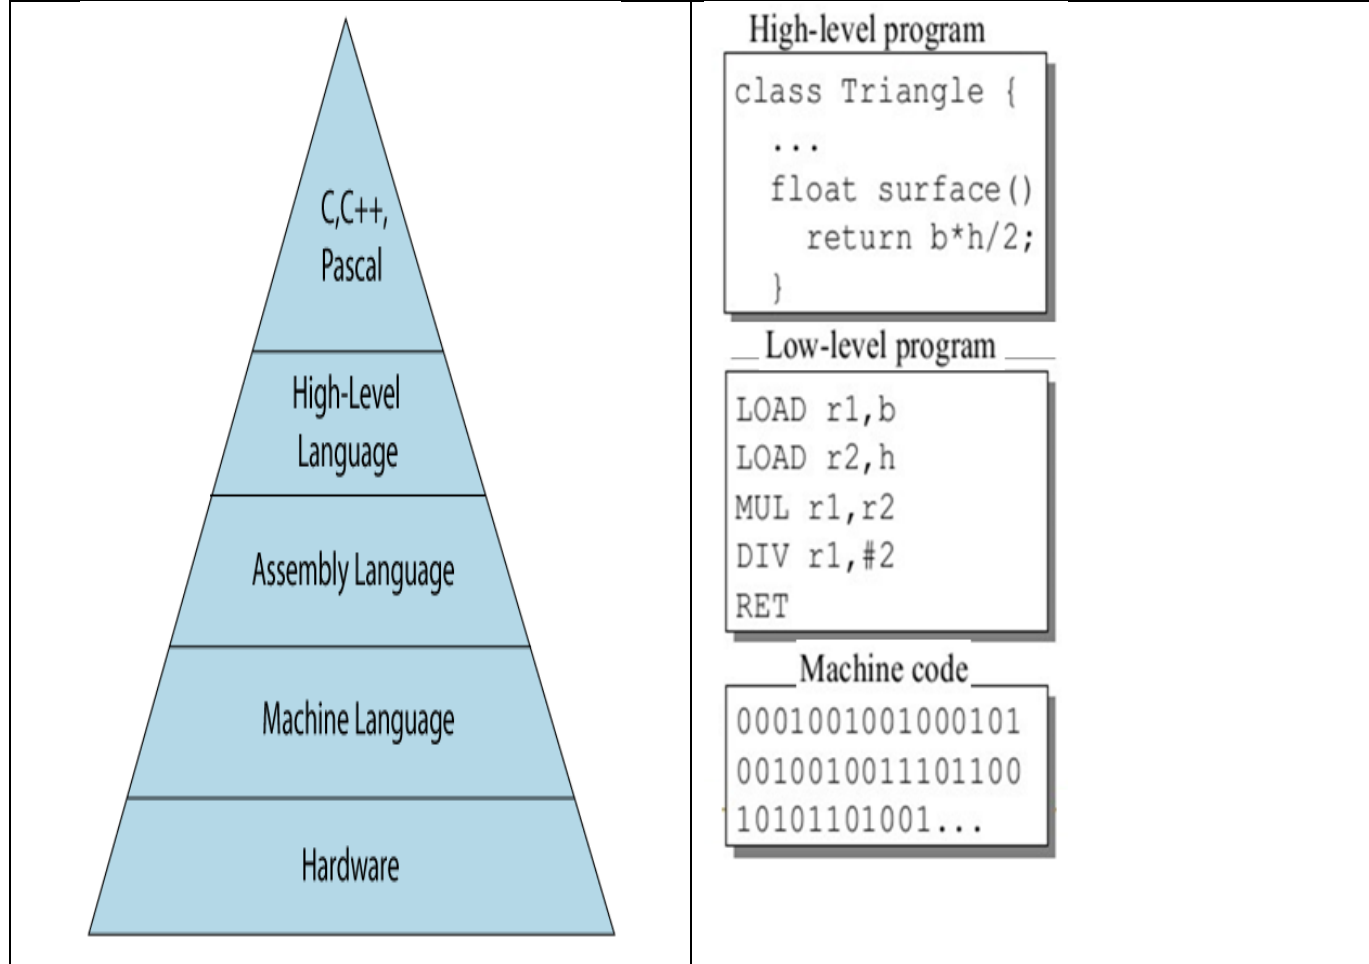 C,C++,
Pascal
High-Level
Language
Assembly Language
Machine Language
Hardware
High-level program
class Triangle {
...
float surface()
return b*h/2;
}
Low-level program
LOAD r1,b
LOAD r2,h
MUL r1,r2
DIV r1,#2
RET
Machine code
0001001001000101
0010010011101100
10101101001...